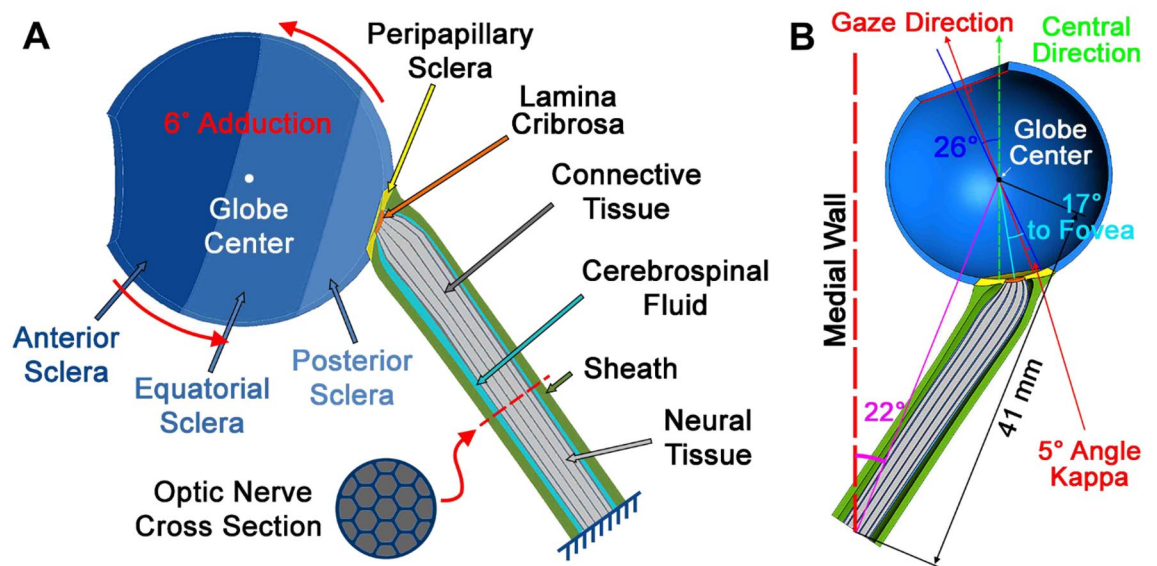 A
Peripapillary
Sclera
Lamina
Cribrosa
6° Adduction
Connective
Tissue
Globe
Center
Cerebrospinal
Fluid
Anterior
Sclera
Equatorial
Sclera
Posterior
Sclera
Sheath
Neural
Tissue
Optic Nerve
Cross Section
B
Gaze Direction
Central
Direction
26°
Globe
Center
17°
to Fovea
Medial Wall
22°
41 mm
5° Angle
Kappa